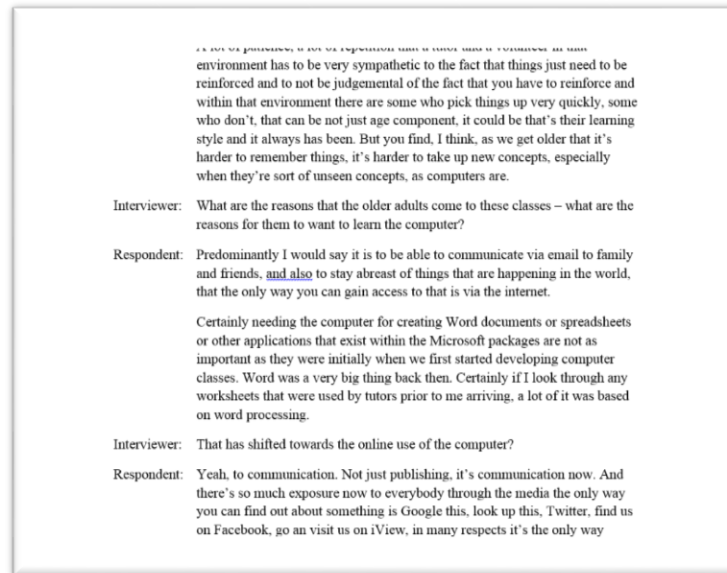 A lot of patience, a lot of repetition that a tutor and a volunteer in that
environment has to be very sympathetic to the fact that things just need to be
reinforced and to not be judgemental of the fact that you have to reinforce and
within that environment there are some who pick things up very quickly, some
who don't, that can be not just age component, it could be that's their learning
style and it always has been. But you find, I think, as we get older that it's
harder to remember things, it's harder to take up new concepts, especially
when they're sort of unseen concepts, as computers are.
Interviewer: What are the reasons that the older adults come to these classes – what are the
reasons for them to want to learn the computer?
Respondent: Predominantly I would say it is to be able to communicate via email to family
and friends, and also to stay abreast of things that are happening in the world,
that the only way you can gain access to that is via the internet.
Certainly needing the computer for creating Word documents or spreadsheets
or other applications that exist within the Microsoft packages are not as
important as they were initially when we first started developing computer
classes. Word was a very big thing back then. Certainly if I look through any
worksheets that were used by tutors prior to me arriving, a lot of it was based
on word processing.
Interviewer: That has shifted towards the online use of the computer?
Respondent: Yeah, to communication. Not just publishing, it's communication now. And
there's so much exposure now to everybody through the media the only way
you can find out about something is Google this, look up this, Twitter, find us
on Facebook, go an visit us on iView, in many respects it's the only way